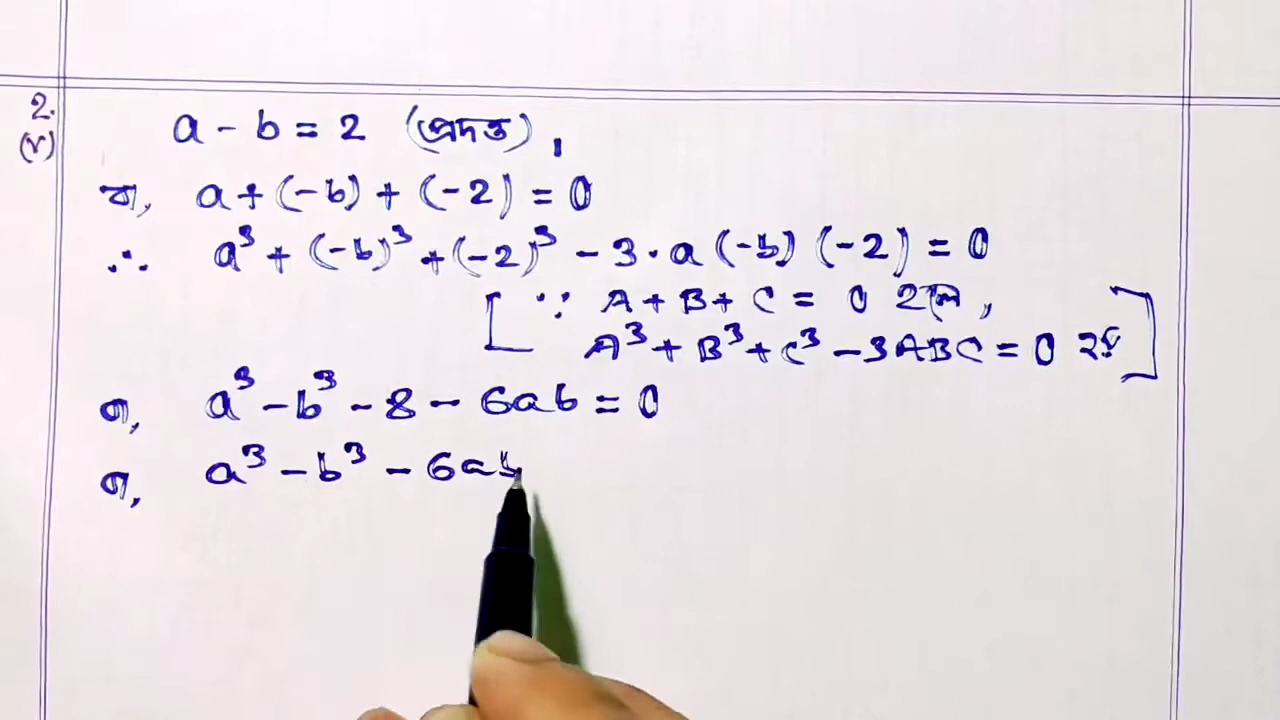 2.
(v)
a - b = 2 (প্রদত্ত),
বা, a + (-b) + (-2) = 0
∴ a³ + (-b)³ + (-2)³ - 3·a(-b)(-2) = 0
[∵ A + B + C = 0 হলে,
A³ + B³ + C³ - 3ABC = 0 হয়]
বা, a³ - b³ - 8 - 6ab = 0
বা, a³ - b³ - 6ab